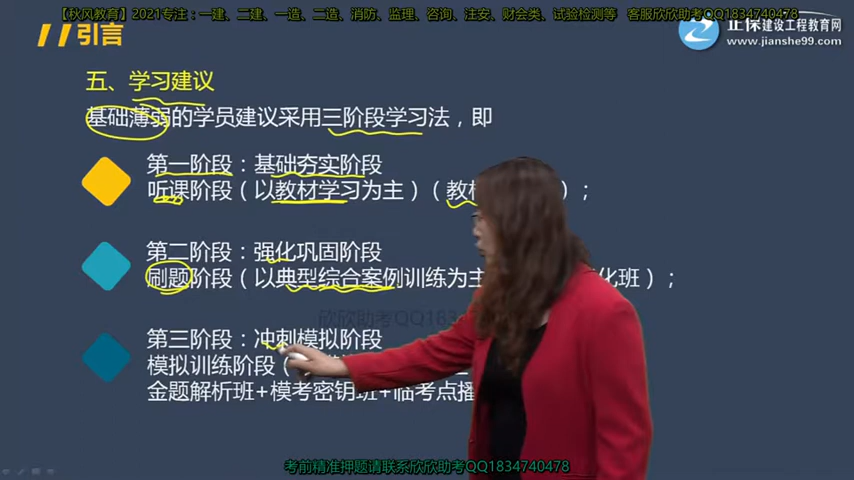 【秋风教育】2021专注：一建、二建、一造、二造、消防、监理、咨询、注安、财会类、试验检测等 客服欣欣助考QQ1834740478
引言
正保建设工程教育网
www.jianshe99.com
五、学习建议
基础薄弱的学员建议采用三阶段学习法，即
第一阶段：基础夯实阶段
听课阶段（以教材学习为主）（教材 ）；
第二阶段：强化巩固阶段
刷题阶段（以典型综合案例训练为主 化班）；
欣欣助考QQ1834
第三阶段：冲刺模拟阶段
模拟训练阶段（
金题解析班+模考密钥班+临考点播
考前精准押题请联系欣欣助考QQ1834740478